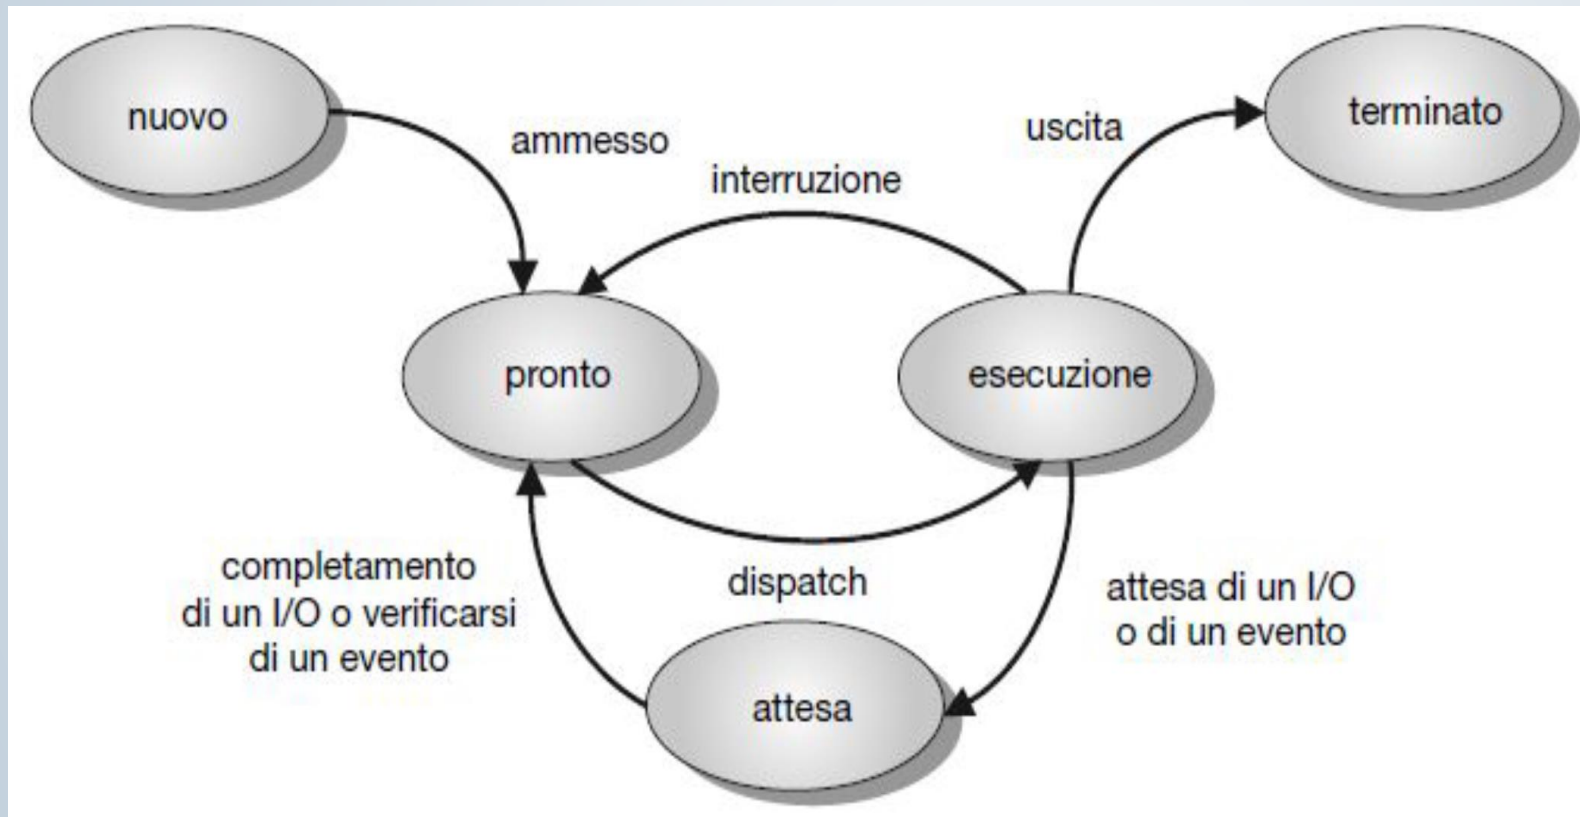 nuovo
terminato
ammesso
uscita
interruzione
pronto
esecuzione
completamento
di un I/O o verificarsi
di un evento
dispatch
attesa di un I/O
o di un evento
attesa